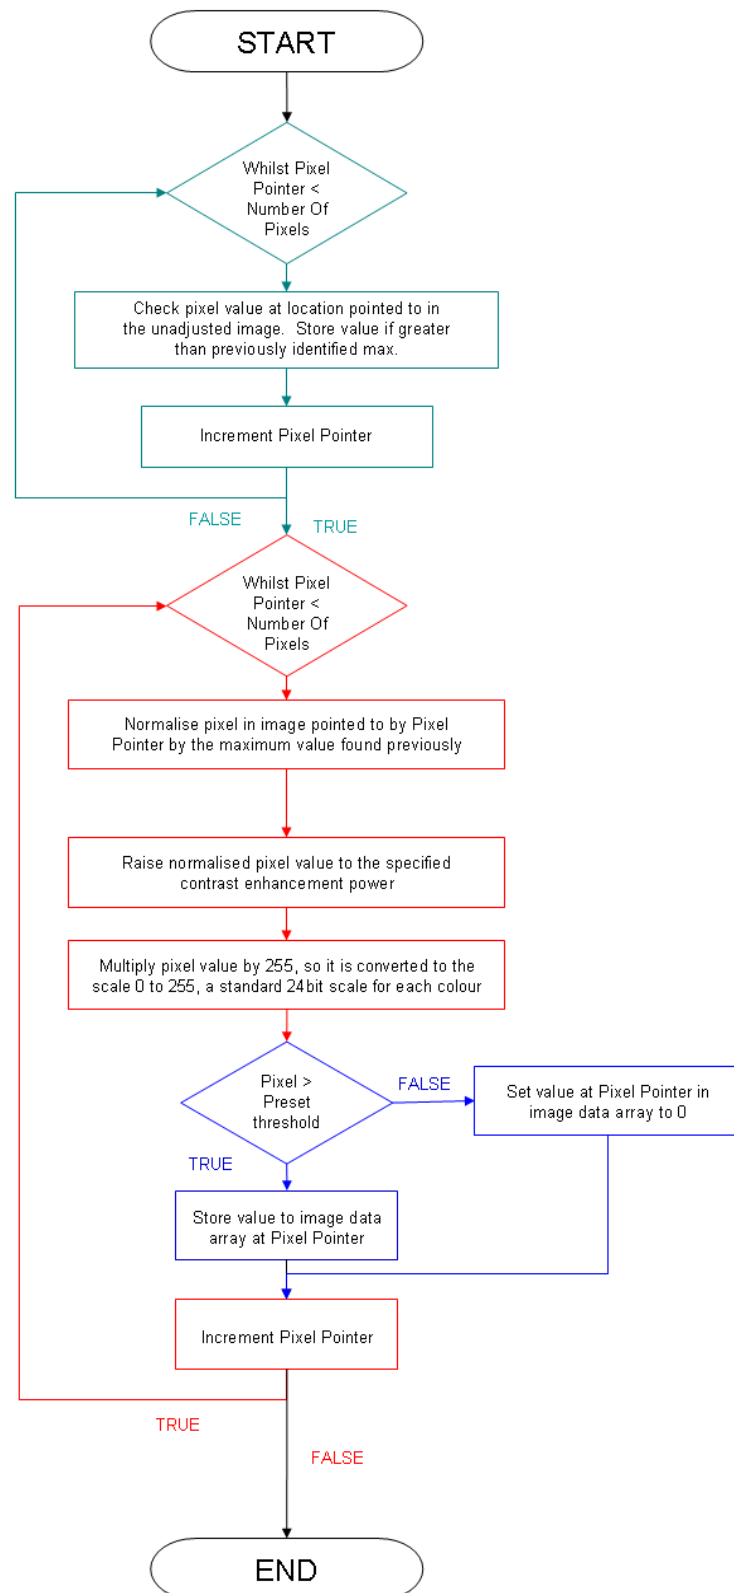 START
Whilst Pixel
Pointer <
Number Of
Pixels
Check pixel value at location pointed to in
the unadjusted image.  Store value if greater
than previously identified max.
Increment Pixel Pointer
FALSE
TRUE
Whilst Pixel
Pointer <
Number Of
Pixels
Normalise pixel in image pointed to by Pixel
Pointer by the maximum value found previously
Raise normalised pixel value to the specified
contrast enhancement power
Multiply pixel value by 255, so it is converted to the
scale 0 to 255, a standard 24bit scale for each colour
Pixel >
Preset
threshold
FALSE
Set value at Pixel Pointer in
image data array to 0
TRUE
Store value to image data
array at Pixel Pointer
Increment Pixel Pointer
TRUE
FALSE
END